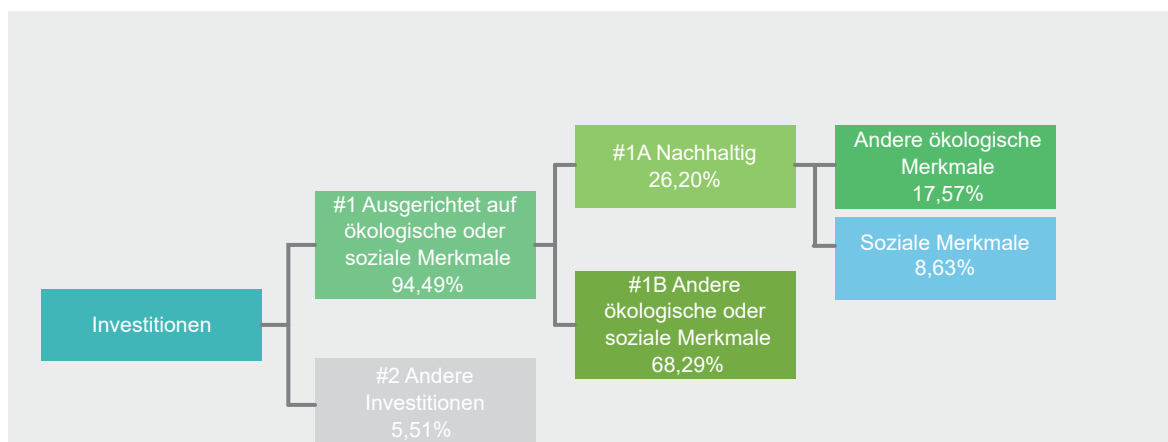 Investitionen
#1 Ausgerichtet auf
ökologische oder
soziale Merkmale
94,49%
#2 Andere
Investitionen
5,51%
#1A Nachhaltig
26,20%
#1B Andere
ökologische oder
soziale Merkmale
68,29%
Andere ökologische
Merkmale
17,57%
Soziale Merkmale
8,63%